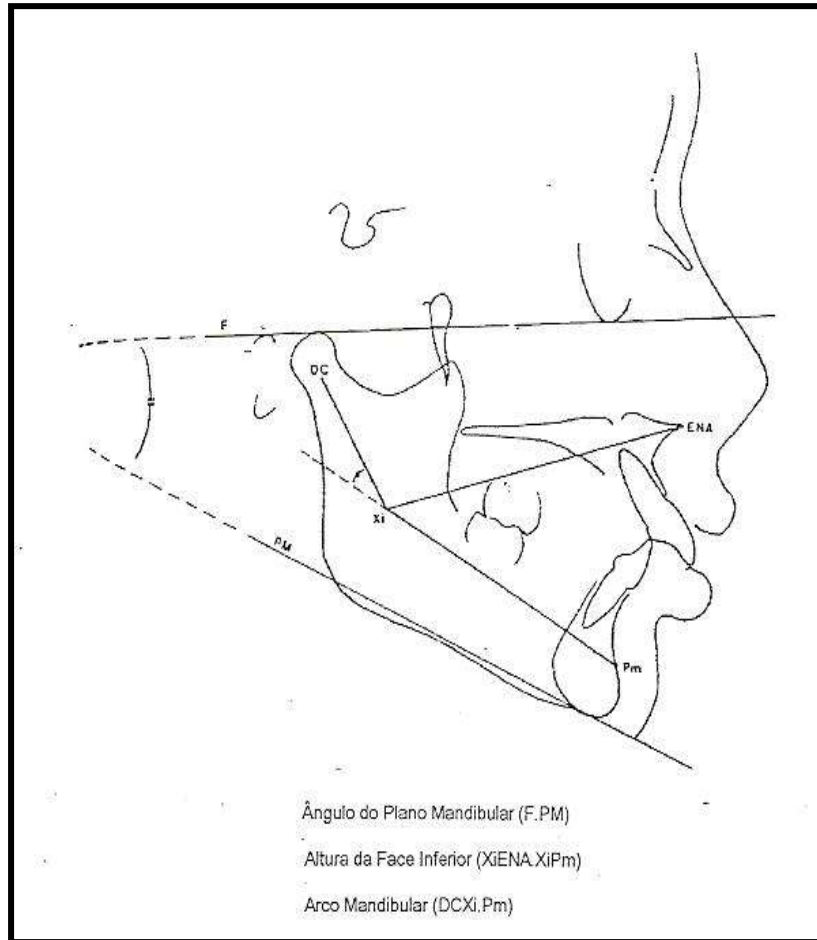 F
DC
ENA
Xi
PM
Pm
Ângulo do Plano Mandibular (F.PM)
Altura da Face Inferior (XiENA.XiPm)
Arco Mandibular (DCXi.Pm)